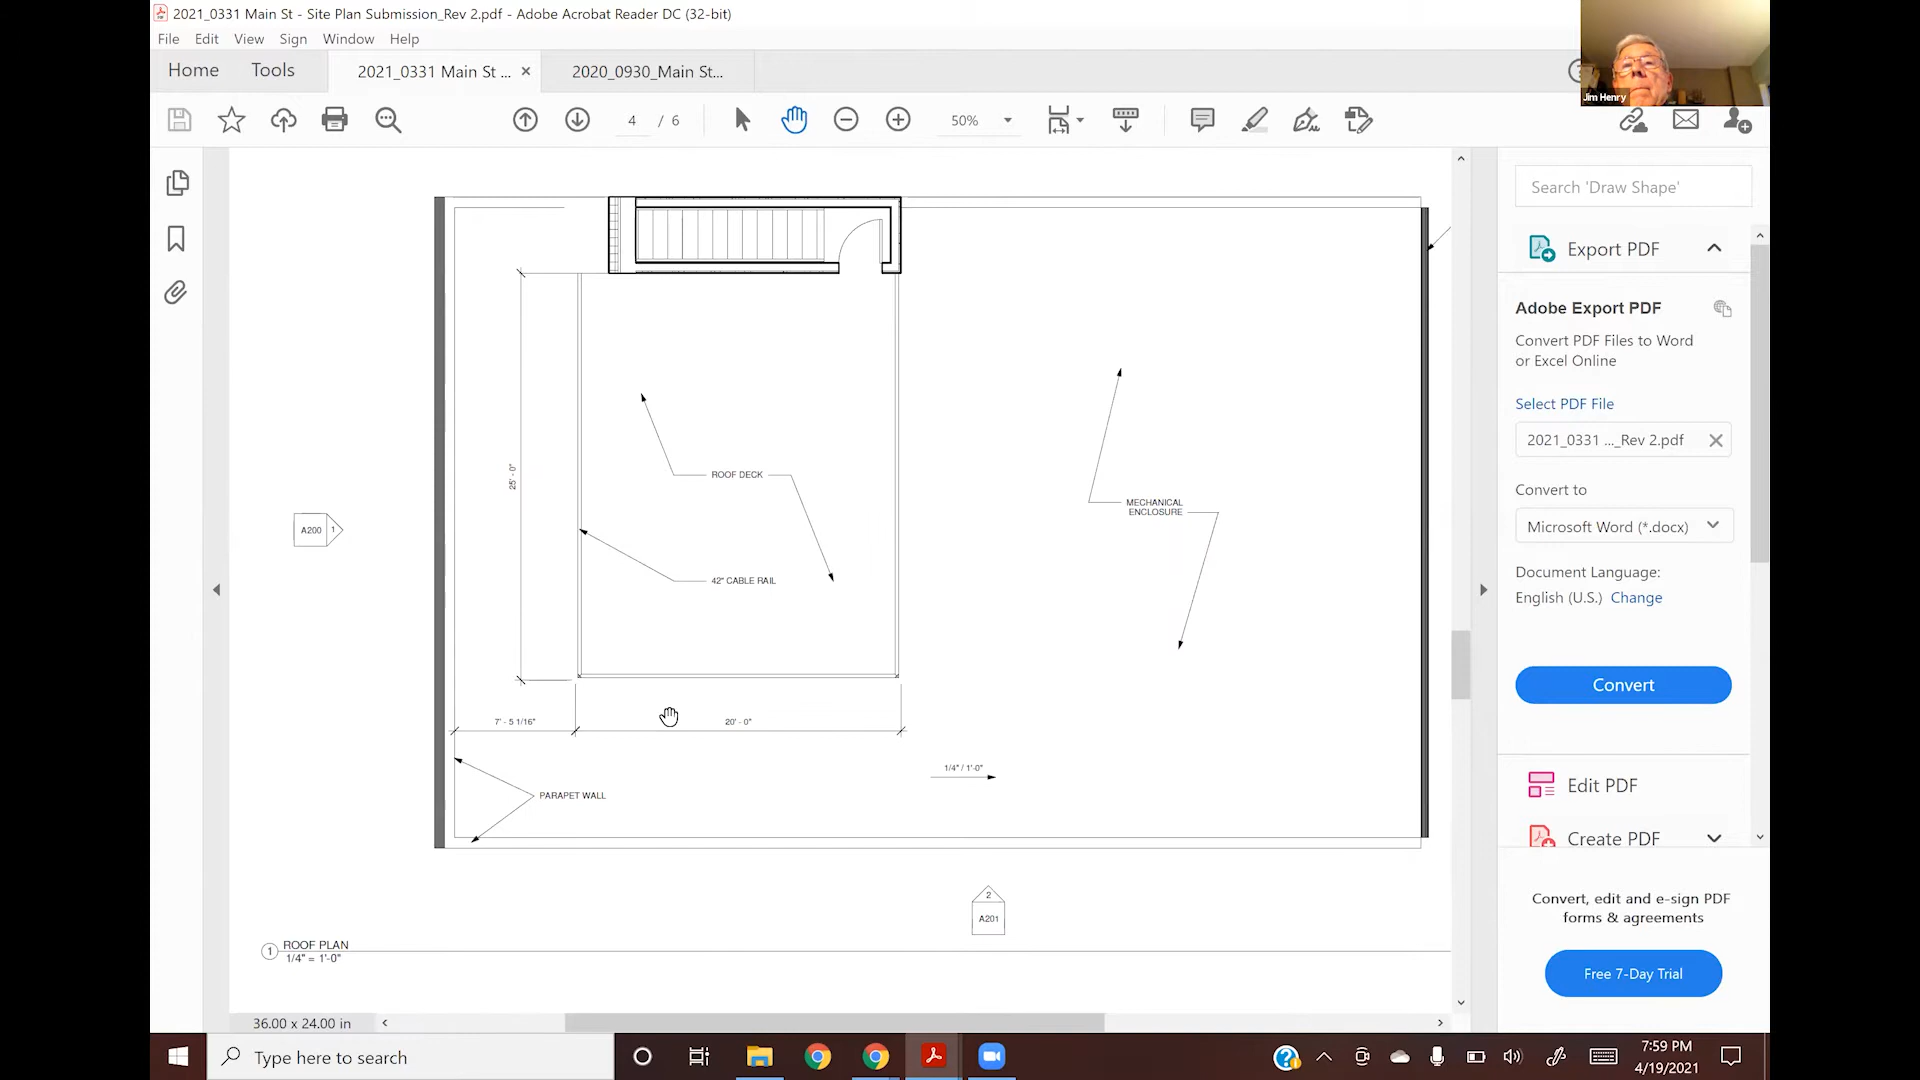 2021_0331 Main St - Site Plan Submission_Rev 2.pdf - Adobe Acrobat Reader DC (32-bit)
File Edit View Sign Window Help
Home Tools 2021_0331 Main St ... × 2020_0930_Main St...
Jim Henry
4 / 6 50%
Search 'Draw Shape'
Export PDF
Adobe Export PDF
Convert PDF Files to Word
or Excel Online
Select PDF File
2021_0331 ..._Rev 2.pdf
Convert to
Microsoft Word (*.docx)
Document Language:
English (U.S.) Change
Convert
Edit PDF
Create PDF
Convert, edit and e-sign PDF
forms & agreements
Free 7-Day Trial
25' - 0"
ROOF DECK
MECHANICAL
ENCLOSURE
A200 1
42" CABLE RAIL
7' - 5 1/16"
20' - 0"
1/4" / 1'-0"
PARAPET WALL
2
A201
1 ROOF PLAN
1/4" = 1'-0"
36.00 x 24.00 in
Type here to search
7:59 PM
4/19/2021